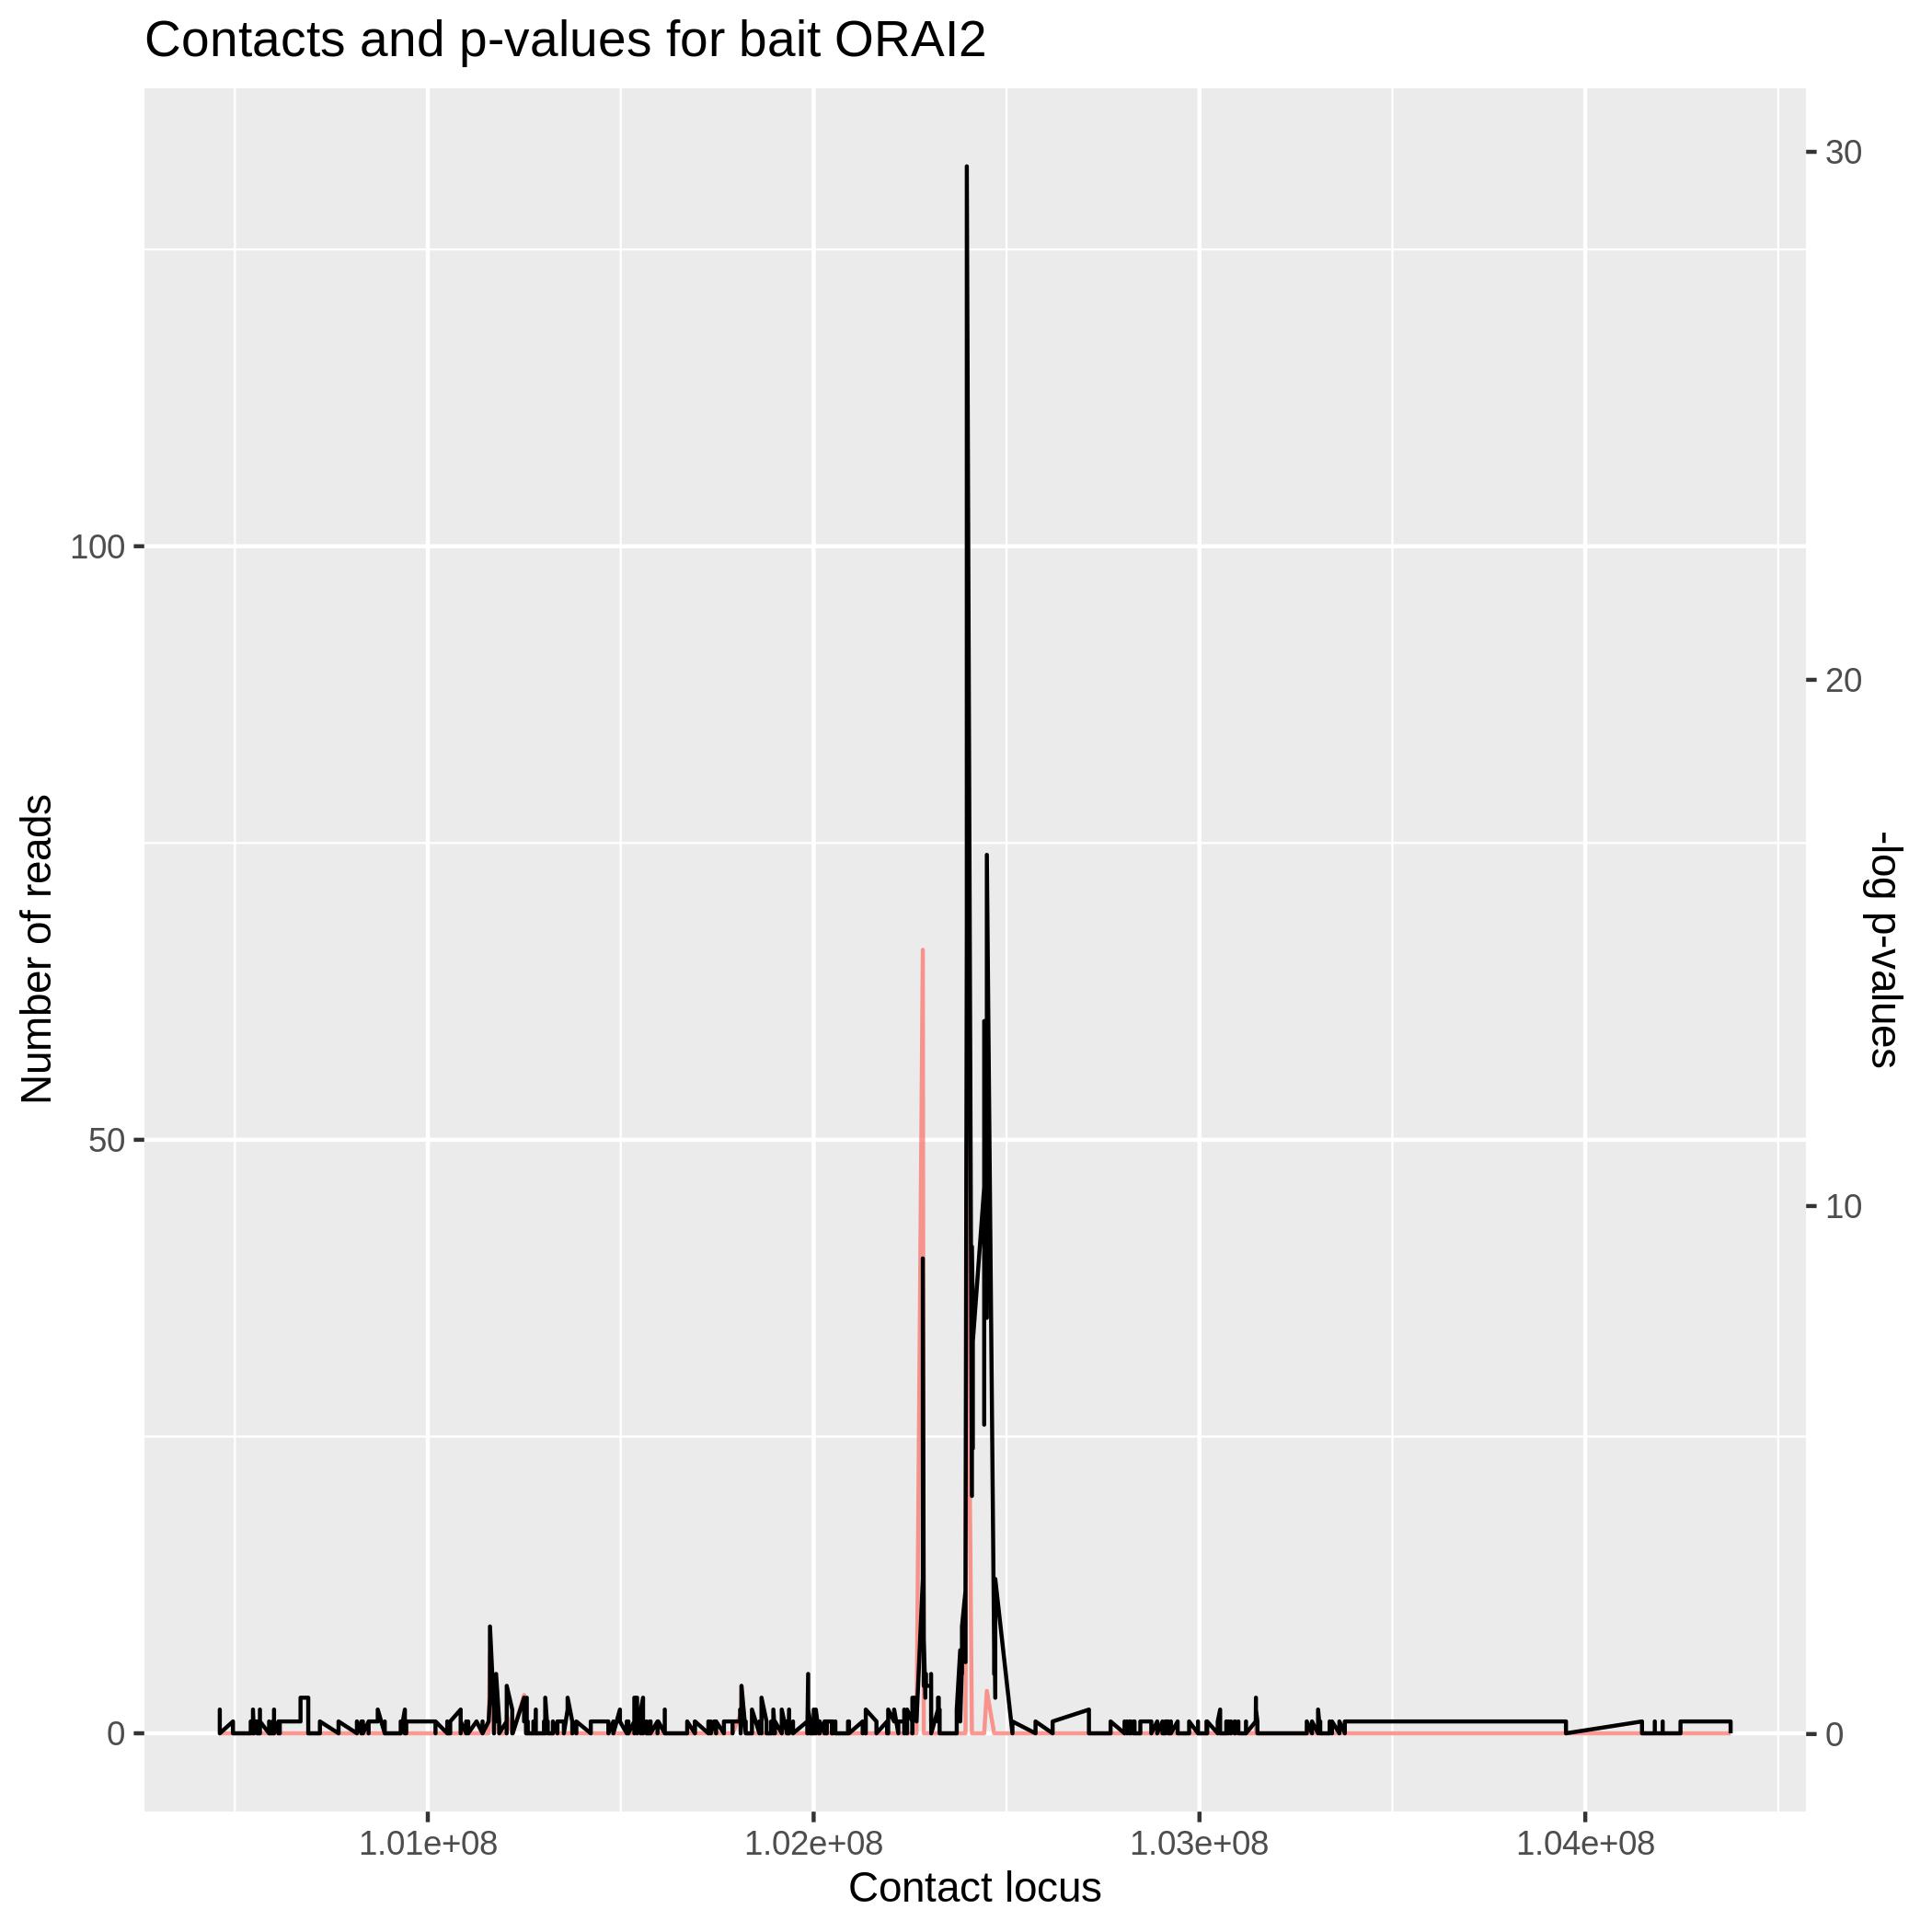 Contacts and p-values for bait ORAI2
30
100
20
Number of reads
-log p-values
50
10
0
0
1.01e+08
1.02e+08
1.03e+08
1.04e+08
Contact locus